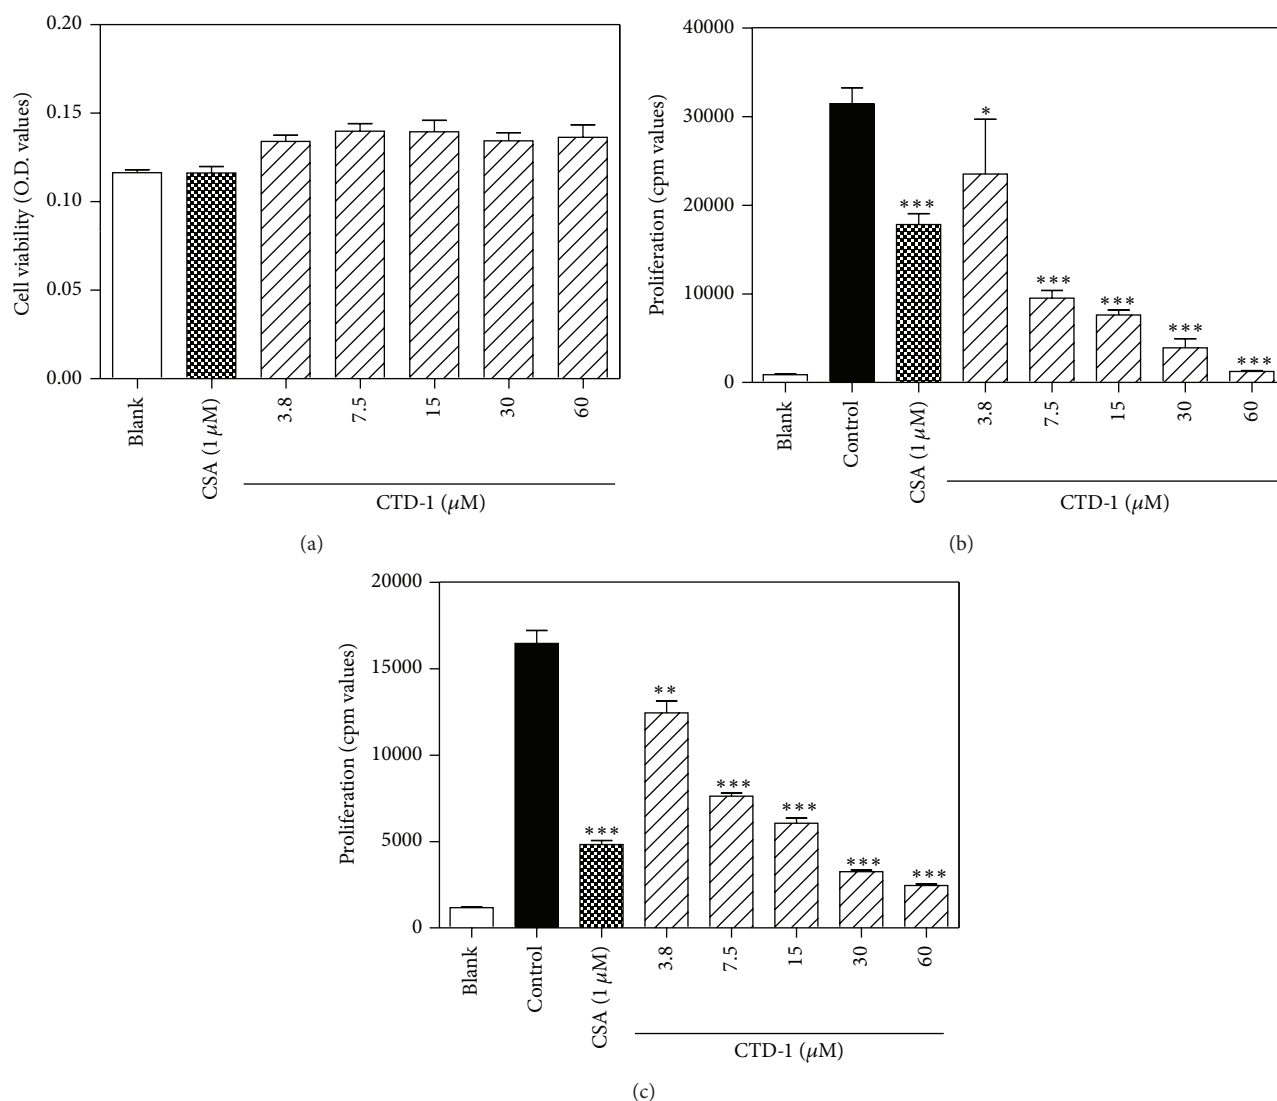 0.20
0.15
0.10
0.05
0.00
Cell viability (O.D. values)
Blank
CSA (1 μM)
3.8
7.5
15
30
60
CTD-1 (μM)
(a)
40000
30000
20000
10000
0
Proliferation (cpm values)
***
*
***
***
***
***
Blank
Control
CSA (1 μM)
3.8
7.5
15
30
60
CTD-1 (μM)
(b)
20000
15000
10000
5000
0
Proliferation (cpm values)
***
**
***
***
***
***
Blank
Control
CSA (1 μM)
3.8
7.5
15
30
60
CTD-1 (μM)
(c)